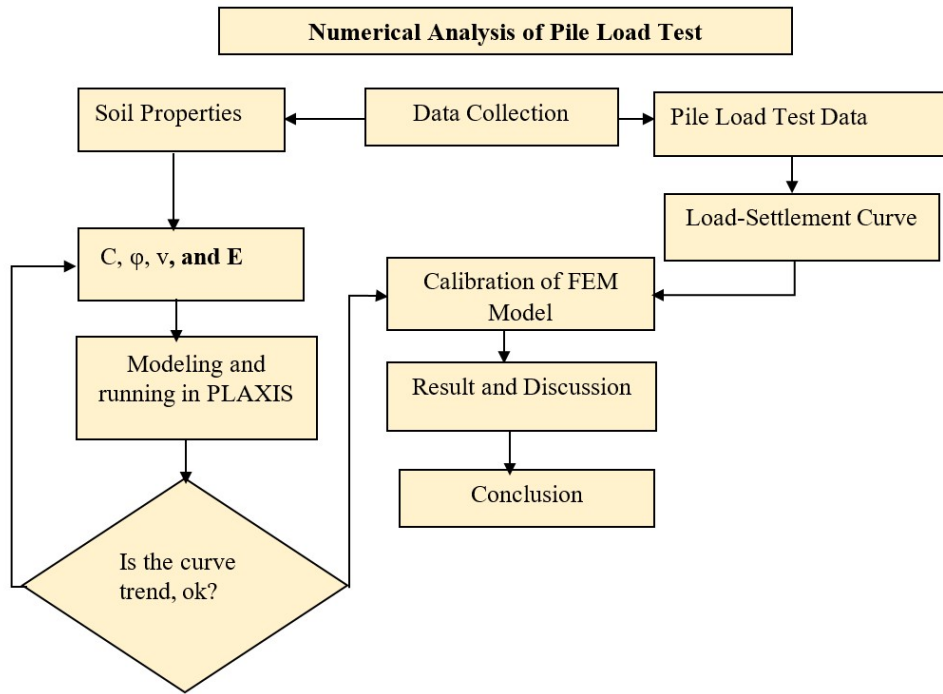 Numerical Analysis of Pile Load Test
Soil Properties
Data Collection
Pile Load Test Data
Load-Settlement Curve
C, φ, v, and E
Calibration of FEM
Model
Modeling and
running in PLAXIS
Result and Discussion
Conclusion
Is the curve
trend, ok?